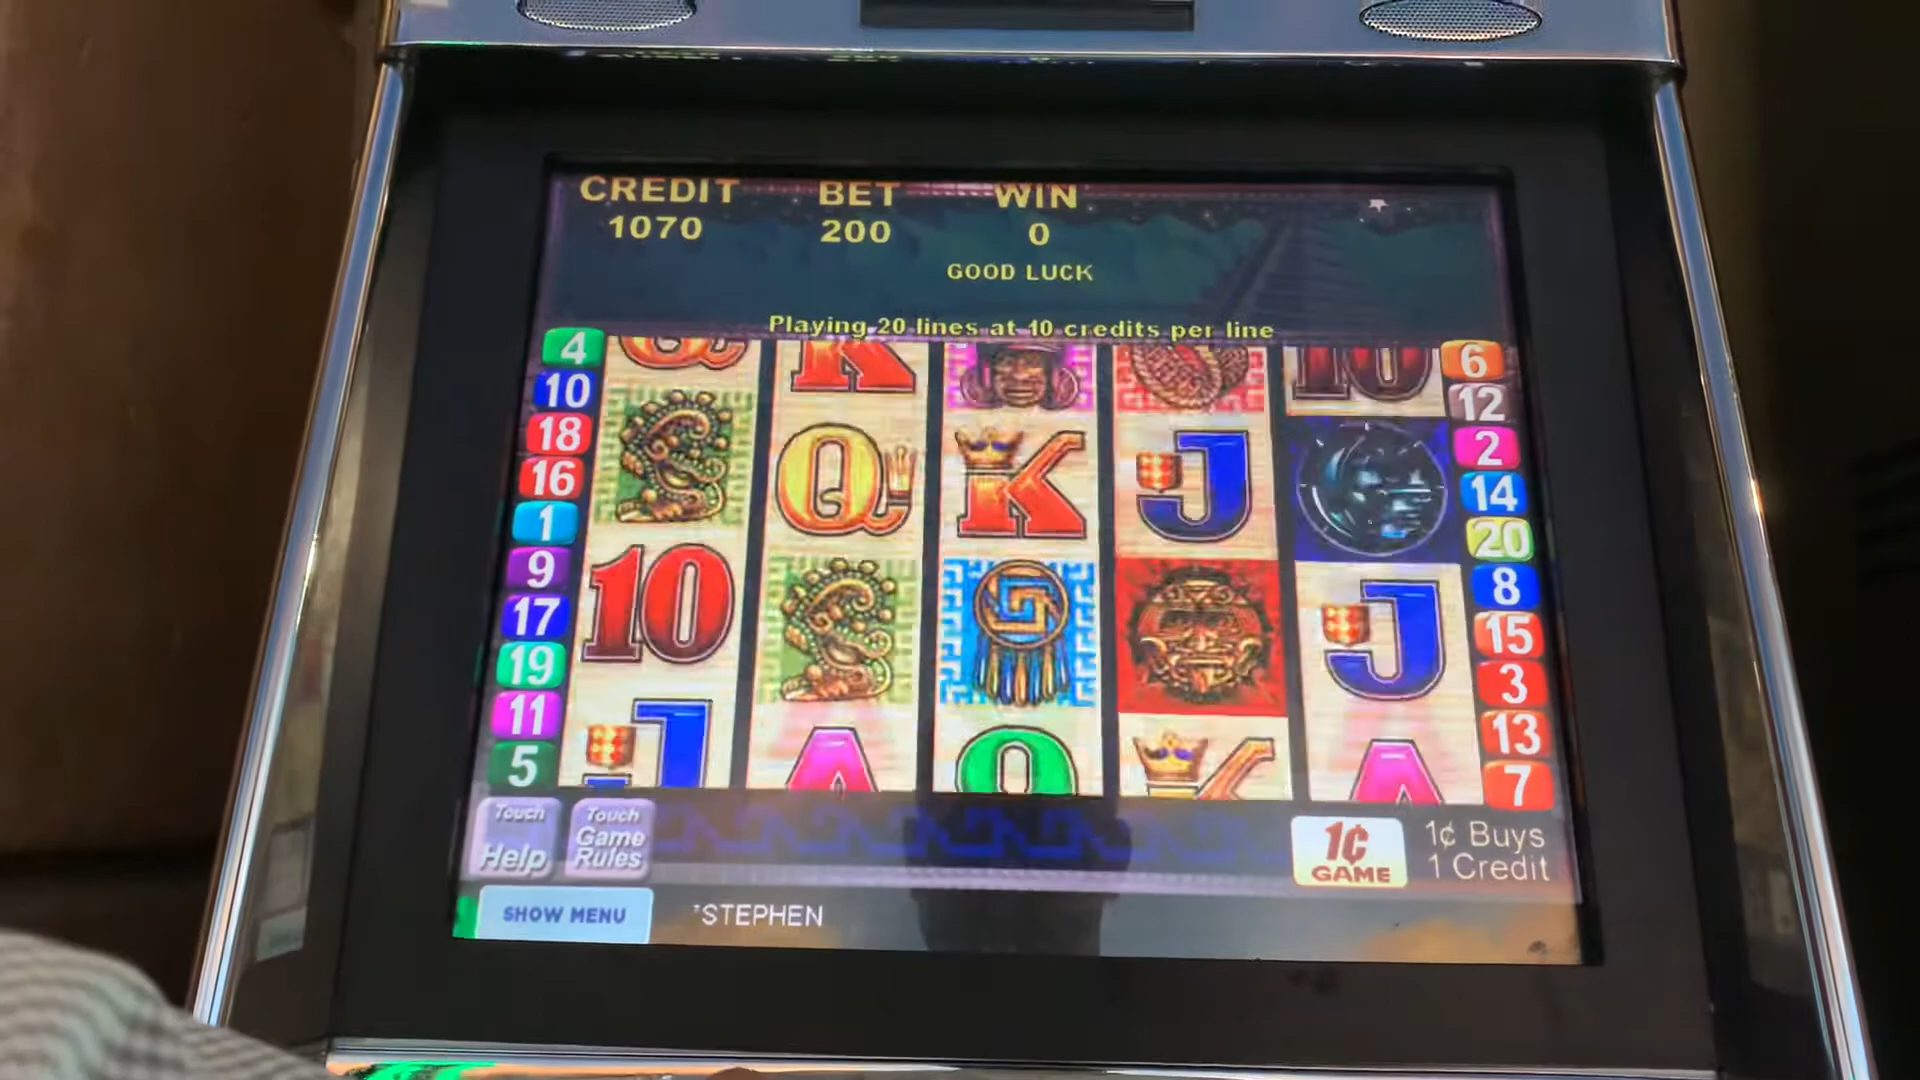 CREDIT BET WIN
1070 200 0
GOOD LUCK
Playing 20 lines at 10 credits per line
4 Q K 10 6
10 12
18 Q K J 2
16 14
1 20
9 10 8
17 J 15
19 3
11 J A Q K A 13
5 7
Touch Help
Touch Game Rules
1¢ GAME
1¢ Buys
1 Credit
SHOW MENU
*STEPHEN